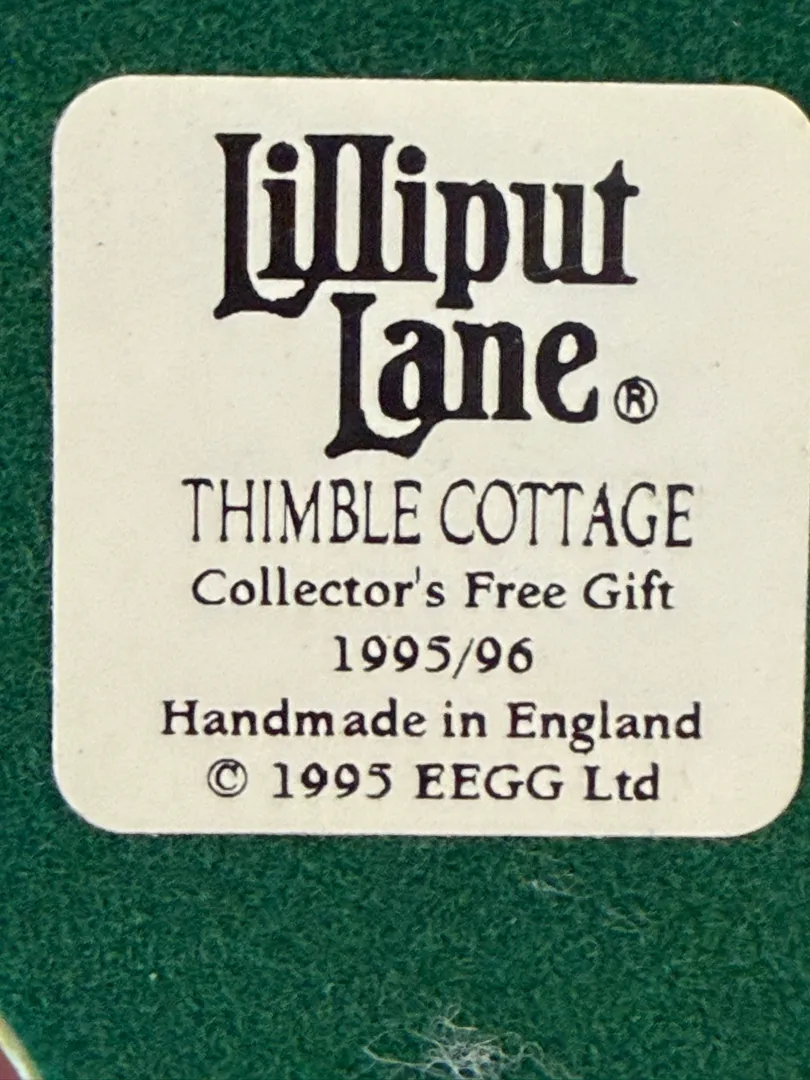 Lilliput
Lane ®
THIMBLE COTTAGE
Collector's Free Gift
1995/96
Handmade in England
© 1995 EEGG Ltd